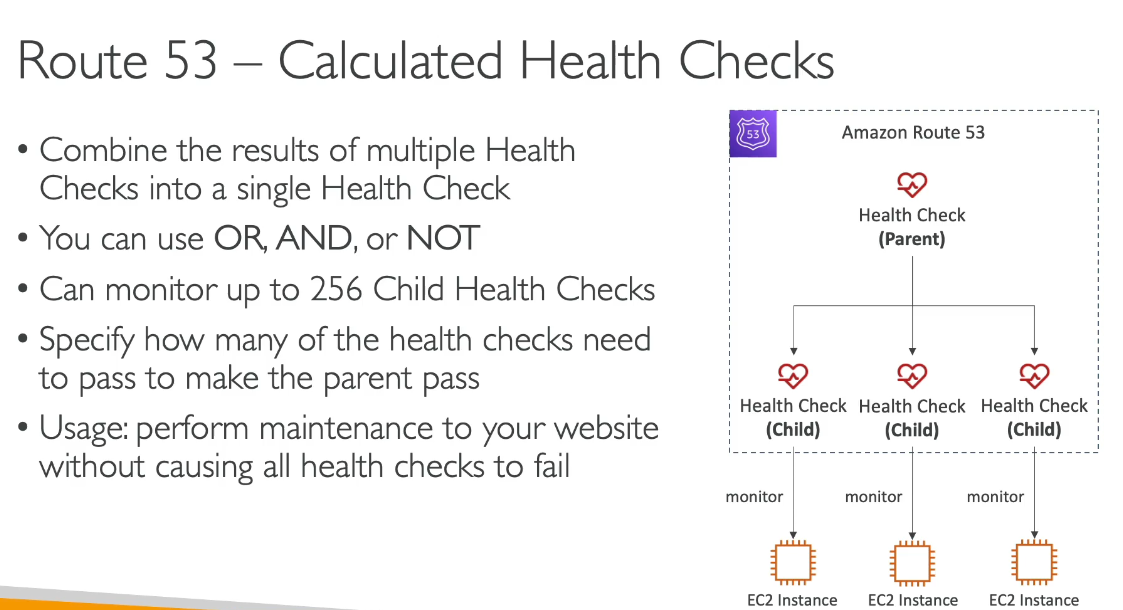 Route 53 – Calculated Health Checks
• Combine the results of multiple Health
Checks into a single Health Check
• You can use OR, AND, or NOT
• Can monitor up to 256 Child Health Checks
• Specify how many of the health checks need
to pass to make the parent pass
• Usage: perform maintenance to your website
without causing all health checks to fail
53
Amazon Route 53
Health Check
(Parent)
Health Check Health Check Health Check
(Child) (Child) (Child)
monitor monitor monitor
EC2 Instance EC2 Instance EC2 Instance